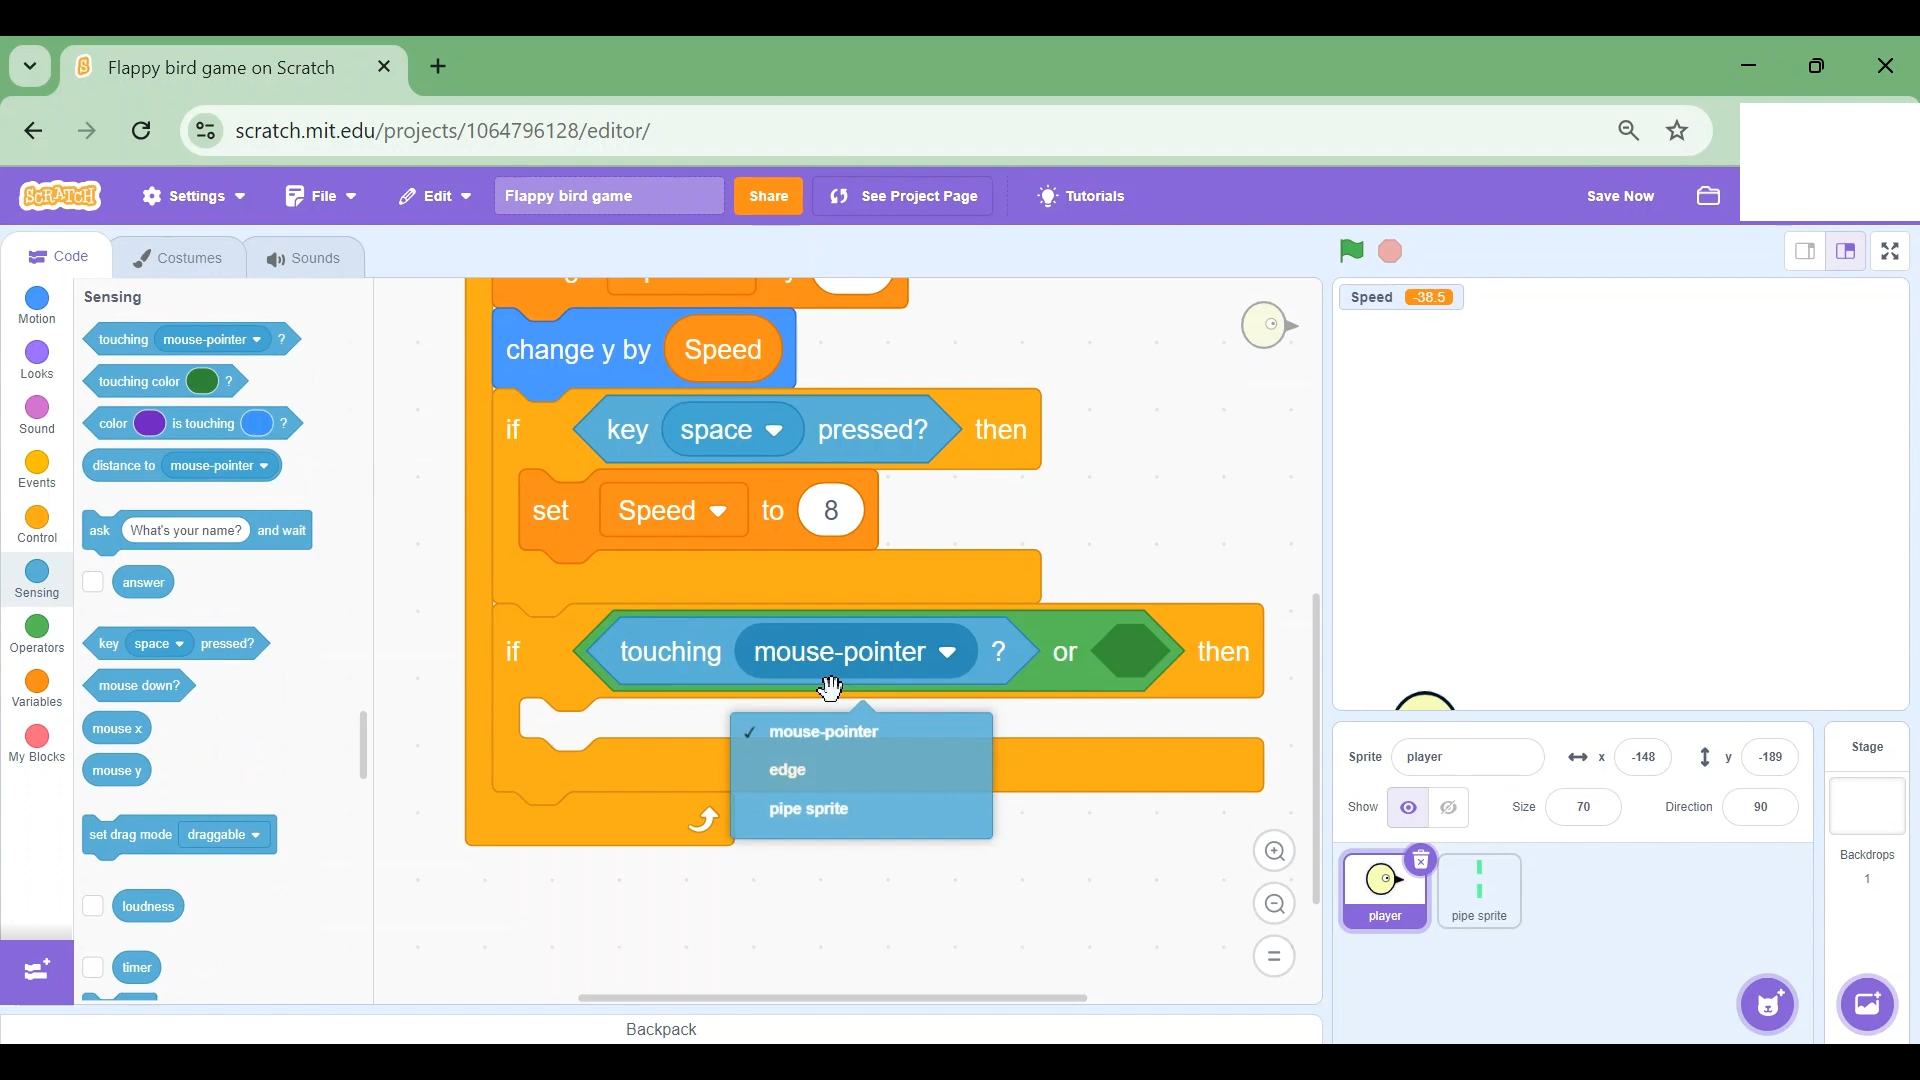 Flappy bird game on Scratch
scratch.mit.edu/projects/1064796128/editor/
SCRATCH
Settings
File
Edit
Flappy bird game
Share
See Project Page
Tutorials
Save Now
Code
Costumes
Sounds
Motion
Looks
Sound
Events
Control
Sensing
Operators
Variables
My Blocks
Sensing
touching mouse-pointer ?
touching color ?
color is touching ?
distance to mouse-pointer
ask What's your name? and wait
answer
key space pressed?
mouse down?
mouse x
mouse y
set drag mode draggable
loudness
timer
change y by Speed
if key space pressed? then
set Speed to 8
if touching mouse-pointer ? or then
✓ mouse-pointer
edge
pipe sprite
Backpack
Speed -38.5
Sprite player x -148 y -189
Show Size 70 Direction 90
player
pipe sprite
Stage
Backdrops
1